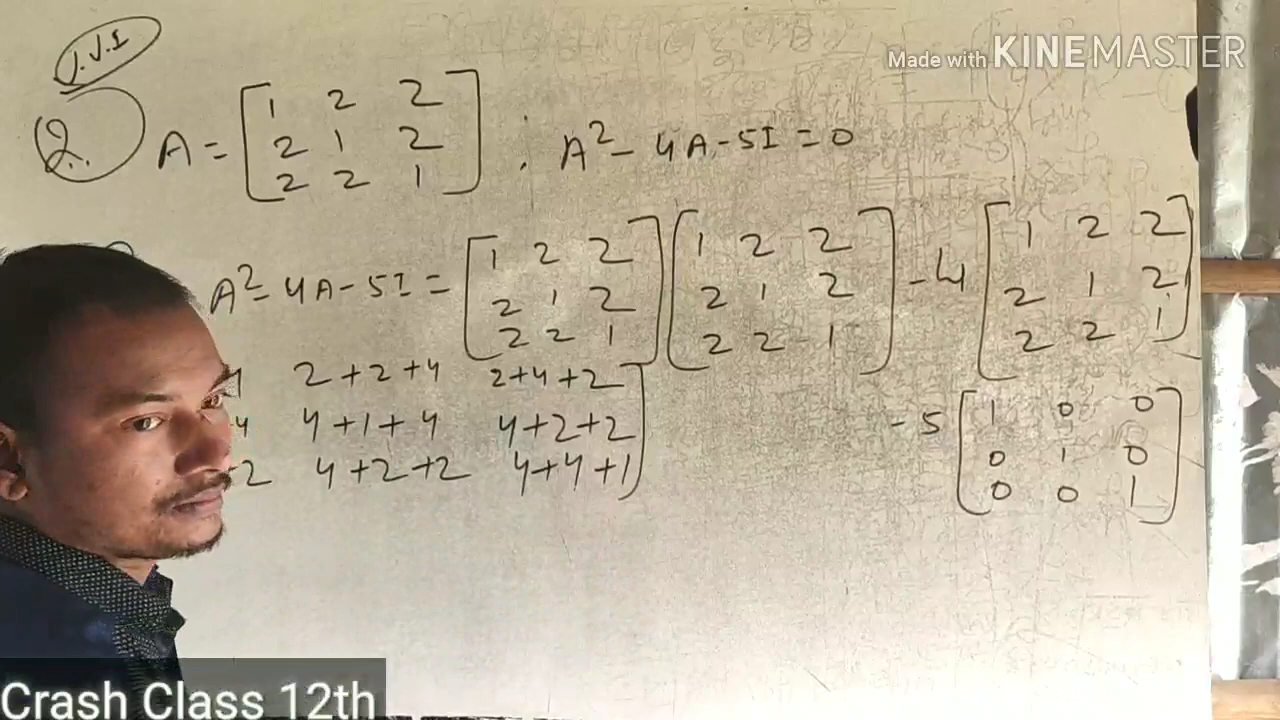 Made with KINEMASTER
I.V.I
2. A = [1 2 2
2 1 2
2 2 1] ; A² - 4A - 5I = 0
A² - 4A - 5I = [1 2 2
2 1 2
2 2 1] [1 2 2
2 1 2
2 2 1] - 4 [1 2 2
2 1 2
2 2 1]
4 2+2+4 2+4+2
4 4+1+4 4+2+2
+2 4+2+2 4+4+1]
- 5 [1 0 0
0 1 0
0 0 1]
Crash Class 12th